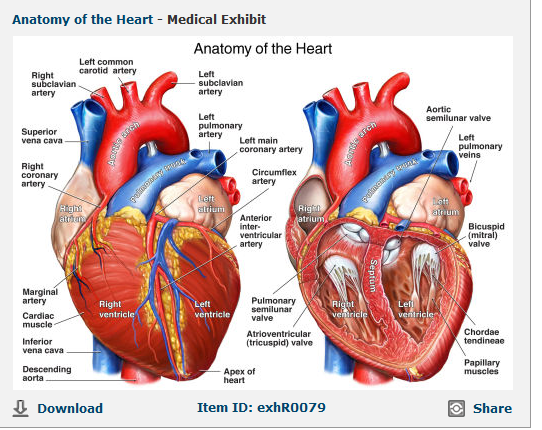 Anatomy of the Heart - Medical Exhibit
Anatomy of the Heart
Left common
carotid artery
Right
subclavian
artery
Left
subclavian
artery
Superior
vena cava
Left
pulmonary
artery
Left main
coronary artery
Right
coronary
artery
Circumflex
artery
Aortic arch
Pulmonary trunk
Right
atrium
Left
atrium
Anterior
inter-
ventricular
artery
Marginal
artery
Cardiac
muscle
Right
ventricle
Left
ventricle
Inferior
vena cava
Descending
aorta
Apex of
heart
Aortic
semilunar valve
Left
pulmonary
veins
Aortic arch
Pulmonary trunk
Right
atrium
Left
atrium
Bicuspid
(mitral)
valve
Septum
Pulmonary
semilunar
valve
Right
ventricle
Left
ventricle
Atrioventricular
(tricuspid) valve
Chordae
tendineae
Papillary
muscles
Download
Item ID: exhR0079
Share